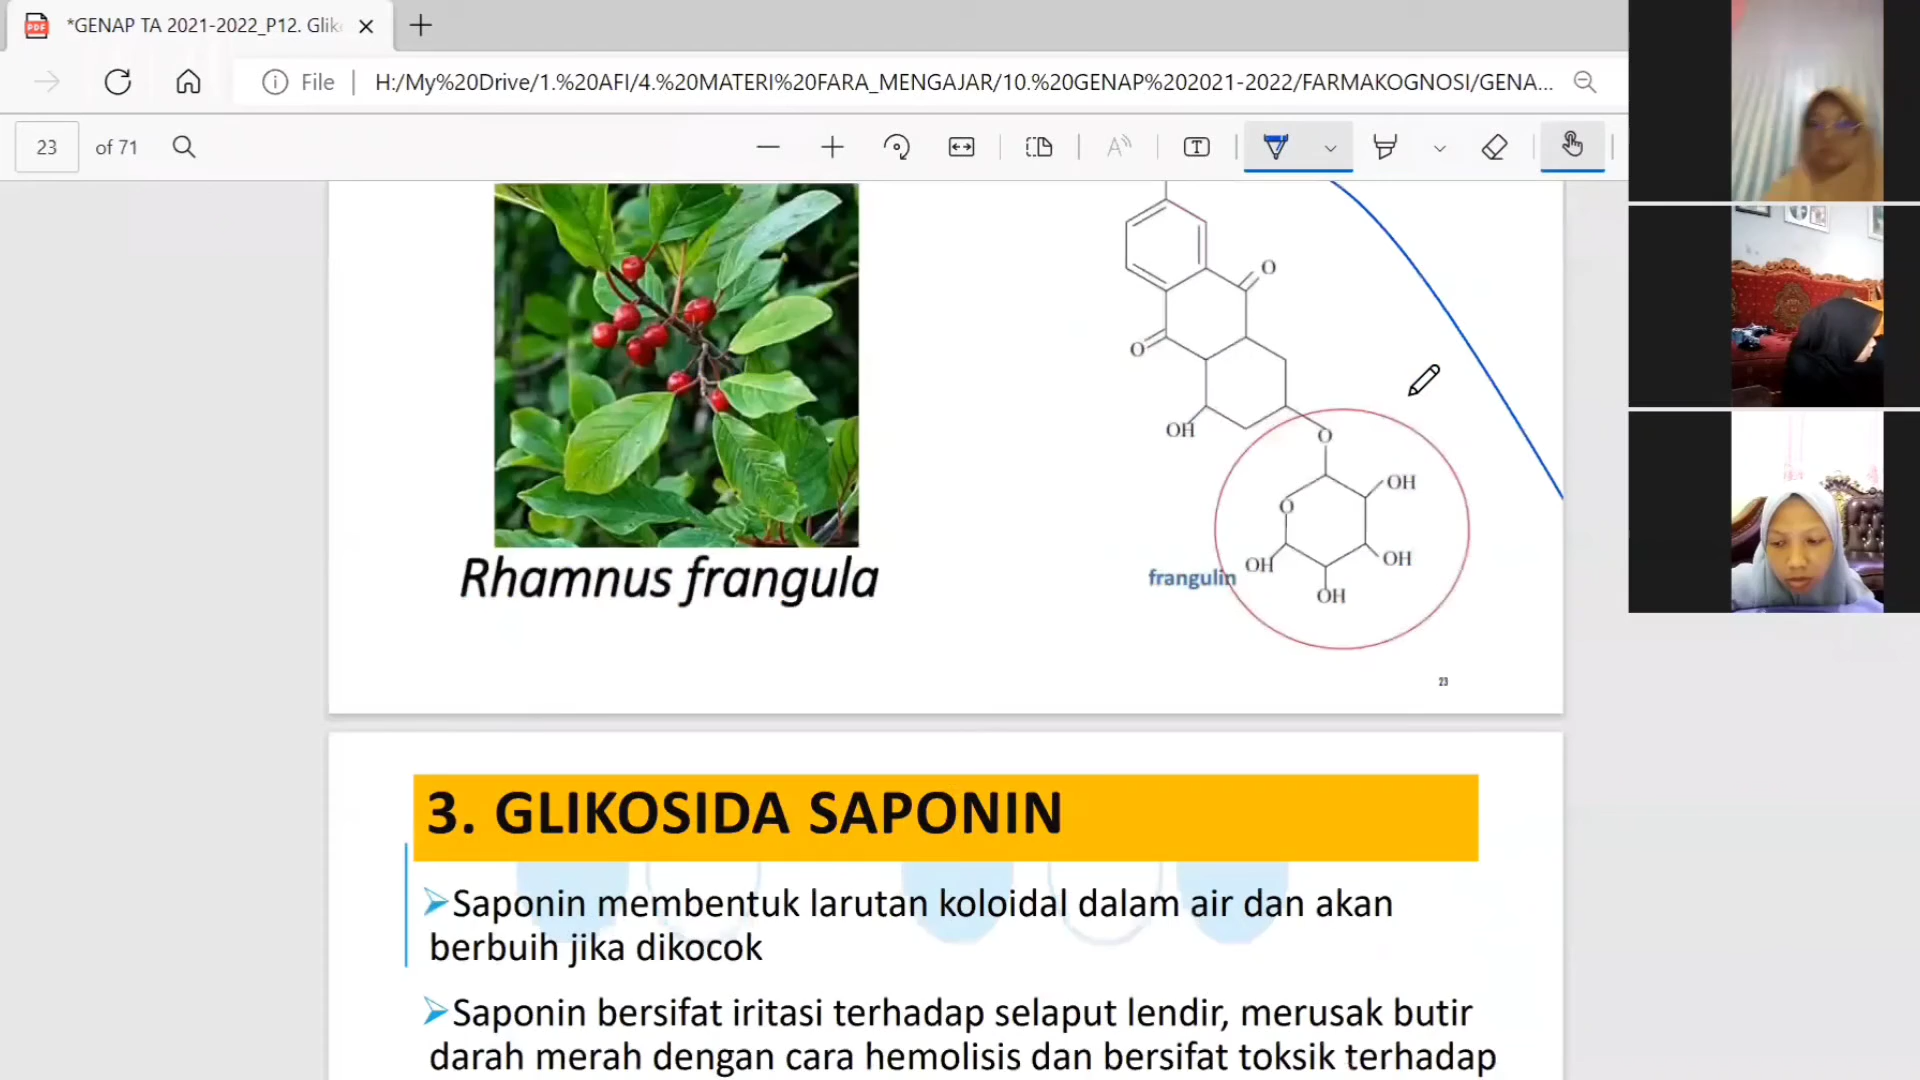 *GENAP TA 2021-2022_P12. Glik
File
H:/My%20Drive/1.%20AFI/4.%20MATERI%20FARA_MENGAJAR/10.%20GENAP%202021-2022/FARMAKOGNOSI/GENA...
23 of 71
O
O
OH
O
OH
O
OH
OH
OH
frangulin
Rhamnus frangula
23
3. GLIKOSIDA SAPONIN
Saponin membentuk larutan koloidal dalam air dan akan
berbuih jika dikocok
Saponin bersifat iritasi terhadap selaput lendir, merusak butir
darah merah dengan cara hemolisis dan bersifat toksik terhadap